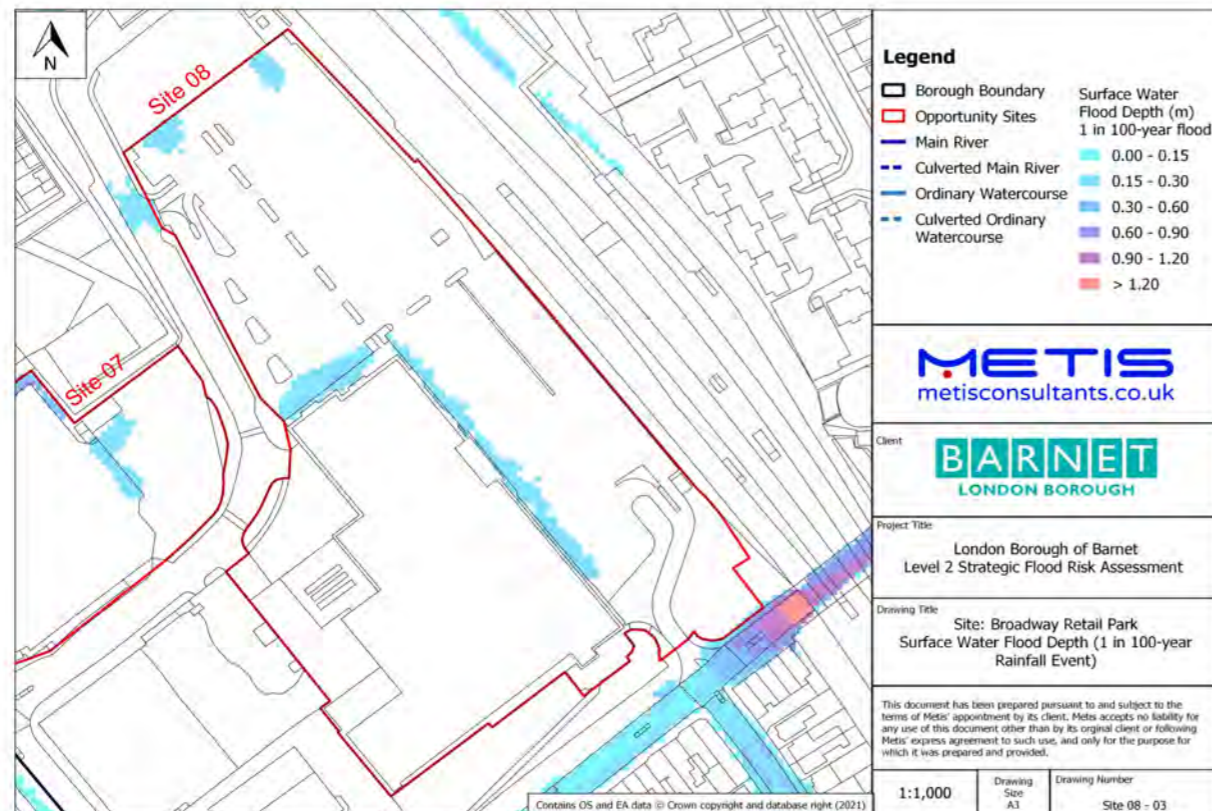 N
Site 08
Site 07
Contains OS and EA data © Crown copyright and database right (2021)
Legend
Borough Boundary
Opportunity Sites
Main River
Culverted Main River
Ordinary Watercourse
Culverted Ordinary
Watercourse
Surface Water
Flood Depth (m)
1 in 100-year flood
0.00 - 0.15
0.15 - 0.30
0.30 - 0.60
0.60 - 0.90
0.90 - 1.20
> 1.20
METIS
metisconsultants.co.uk
Client
BARNET
LONDON BOROUGH
Project Title
London Borough of Barnet
Level 2 Strategic Flood Risk Assessment
Drawing Title
Site: Broadway Retail Park
Surface Water Flood Depth (1 in 100-year
Rainfall Event)
This document has been prepared pursuant to and subject to the
terms of Metis' appointment by its client. Metis accepts no liability for
any use of this document other than by its orginal client or following
Metis' express agreement to such use, and only for the purpose for
which it was prepared and provided.
1:1,000
Drawing
Size
A3
Drawing Number
Site 08 - 03